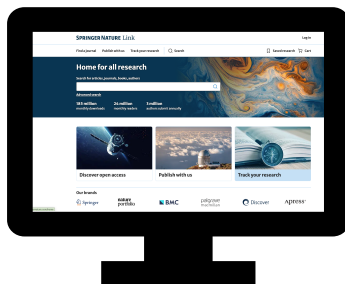 SPRINGER NATURE Link
Log in
Find a journal Publish with us Track your research Search
Saved research Cart
Home for all research
Search for articles, journals, books, authors
Advanced search
185 million 24 million 3 million
monthly downloads monthly readers authors submit annually
Discover open access Publish with us Track your research
Our brands
Springer nature portfolio BMC palgrave macmillan Discover Apress®